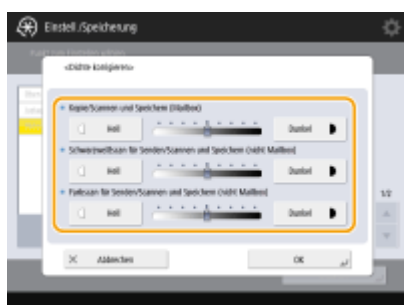 Einstell./Speicherung
<Dichte korrigieren>
Kopie/Scannen und Speichern (Mailbox)
Hell
Dunkel
Schwarzweißscan für Senden/Scannen und Speichern (nicht Mailbox)
Hell
Dunkel
Farbscan für Senden/Scannen und Speichern (nicht Mailbox)
Hell
Dunkel
1/2
Abbrechen
OK